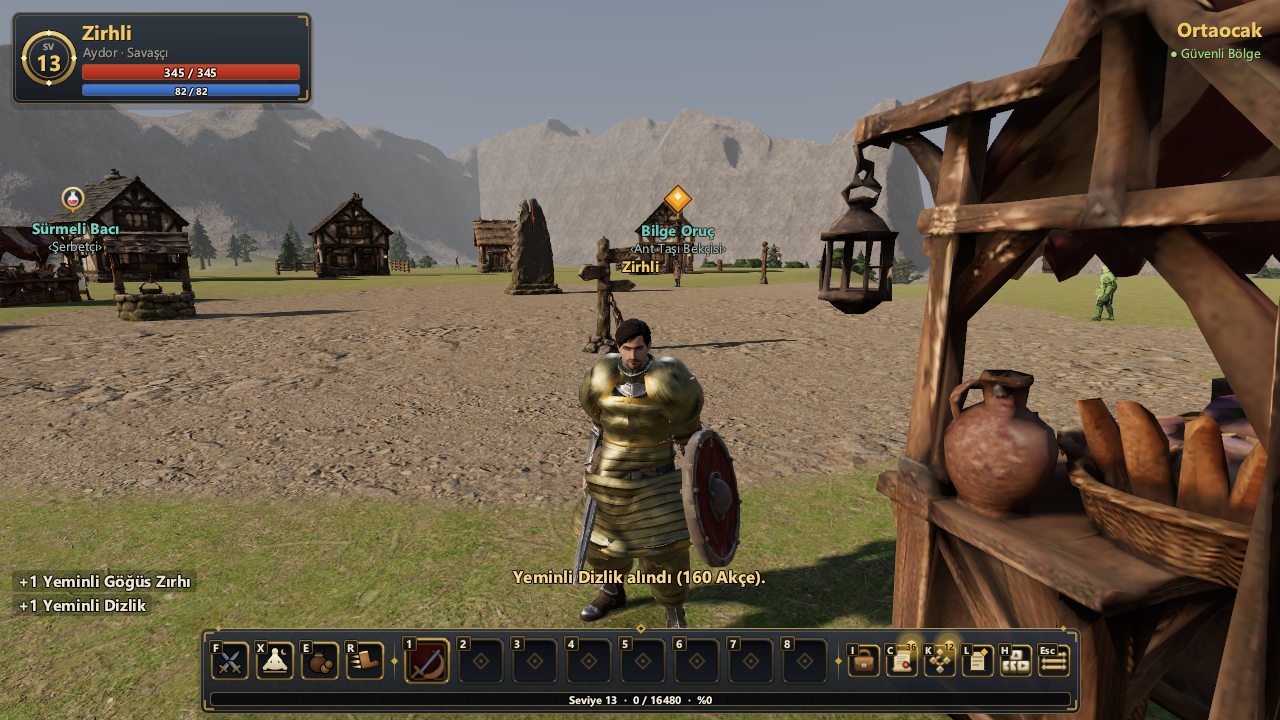 Zirhli
SV
13
Aydor · Savaşçı
345 / 345
82 / 82
Ortaocak
Güvenli Bölge
Sürmeli Bacı
‹Şerbetçi›
Bilge Oruç
‹Ant Taşı Bekçisi›
Zirhli
+1 Yeminli Göğüs Zırhı
+1 Yeminli Dizlik
Yeminli Dizlik alındı (160 Akçe).
F X E R 1 2 3 4 5 6 7 8 I C 36 K 12 L H Esc
Seviye 13 · 0 / 16480 · %0